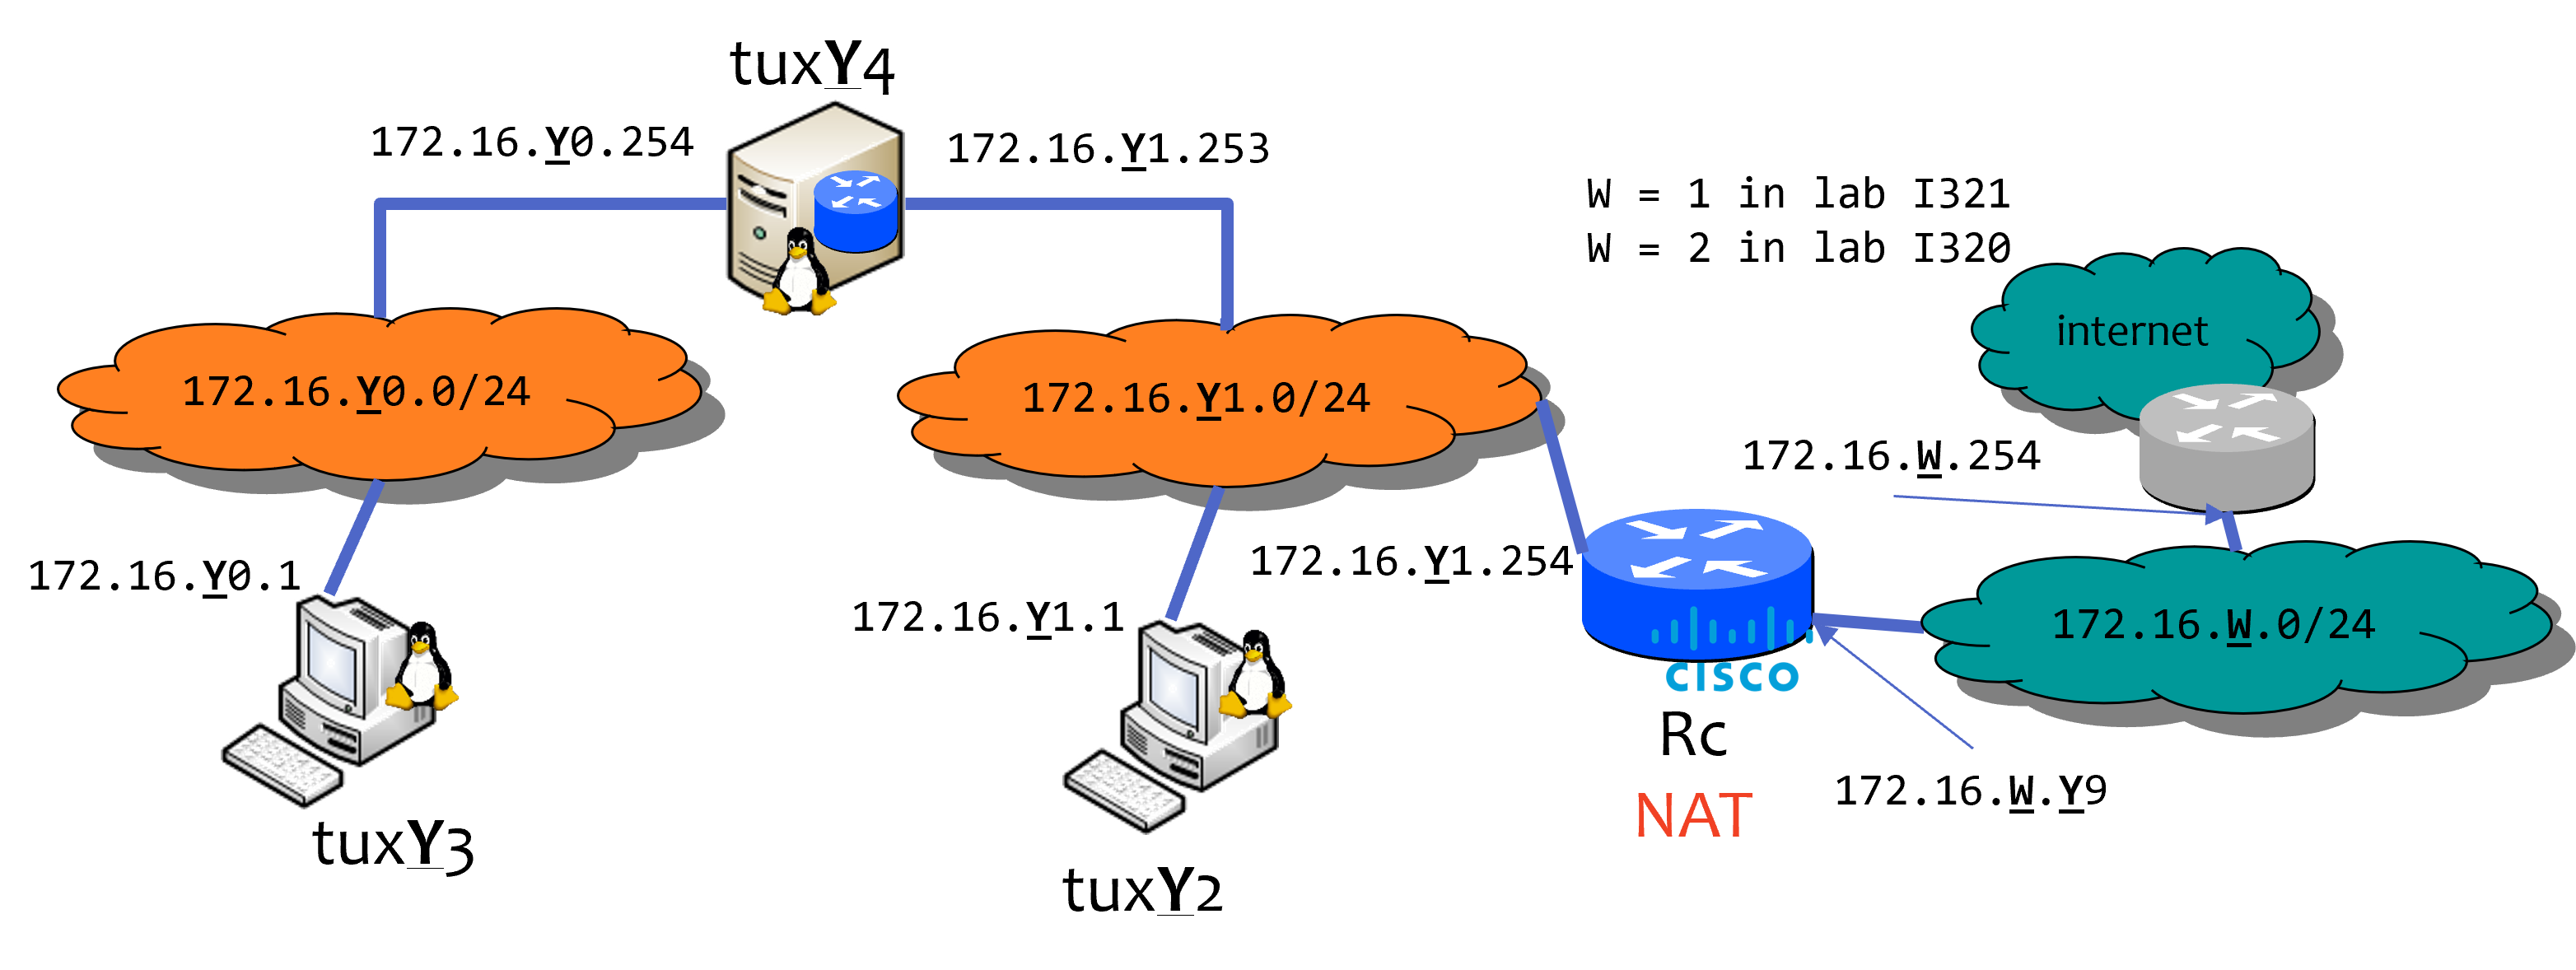 tuxY4
172.16.Y0.254
172.16.Y1.253
W = 1 in lab I321
W = 2 in lab I320
internet
172.16.Y0.0/24
172.16.Y1.0/24
172.16.W.254
172.16.Y0.1
172.16.Y1.1
172.16.Y1.254
172.16.W.0/24
CISCO
Rc
NAT
172.16.W.Y9
tuxY3
tuxY2